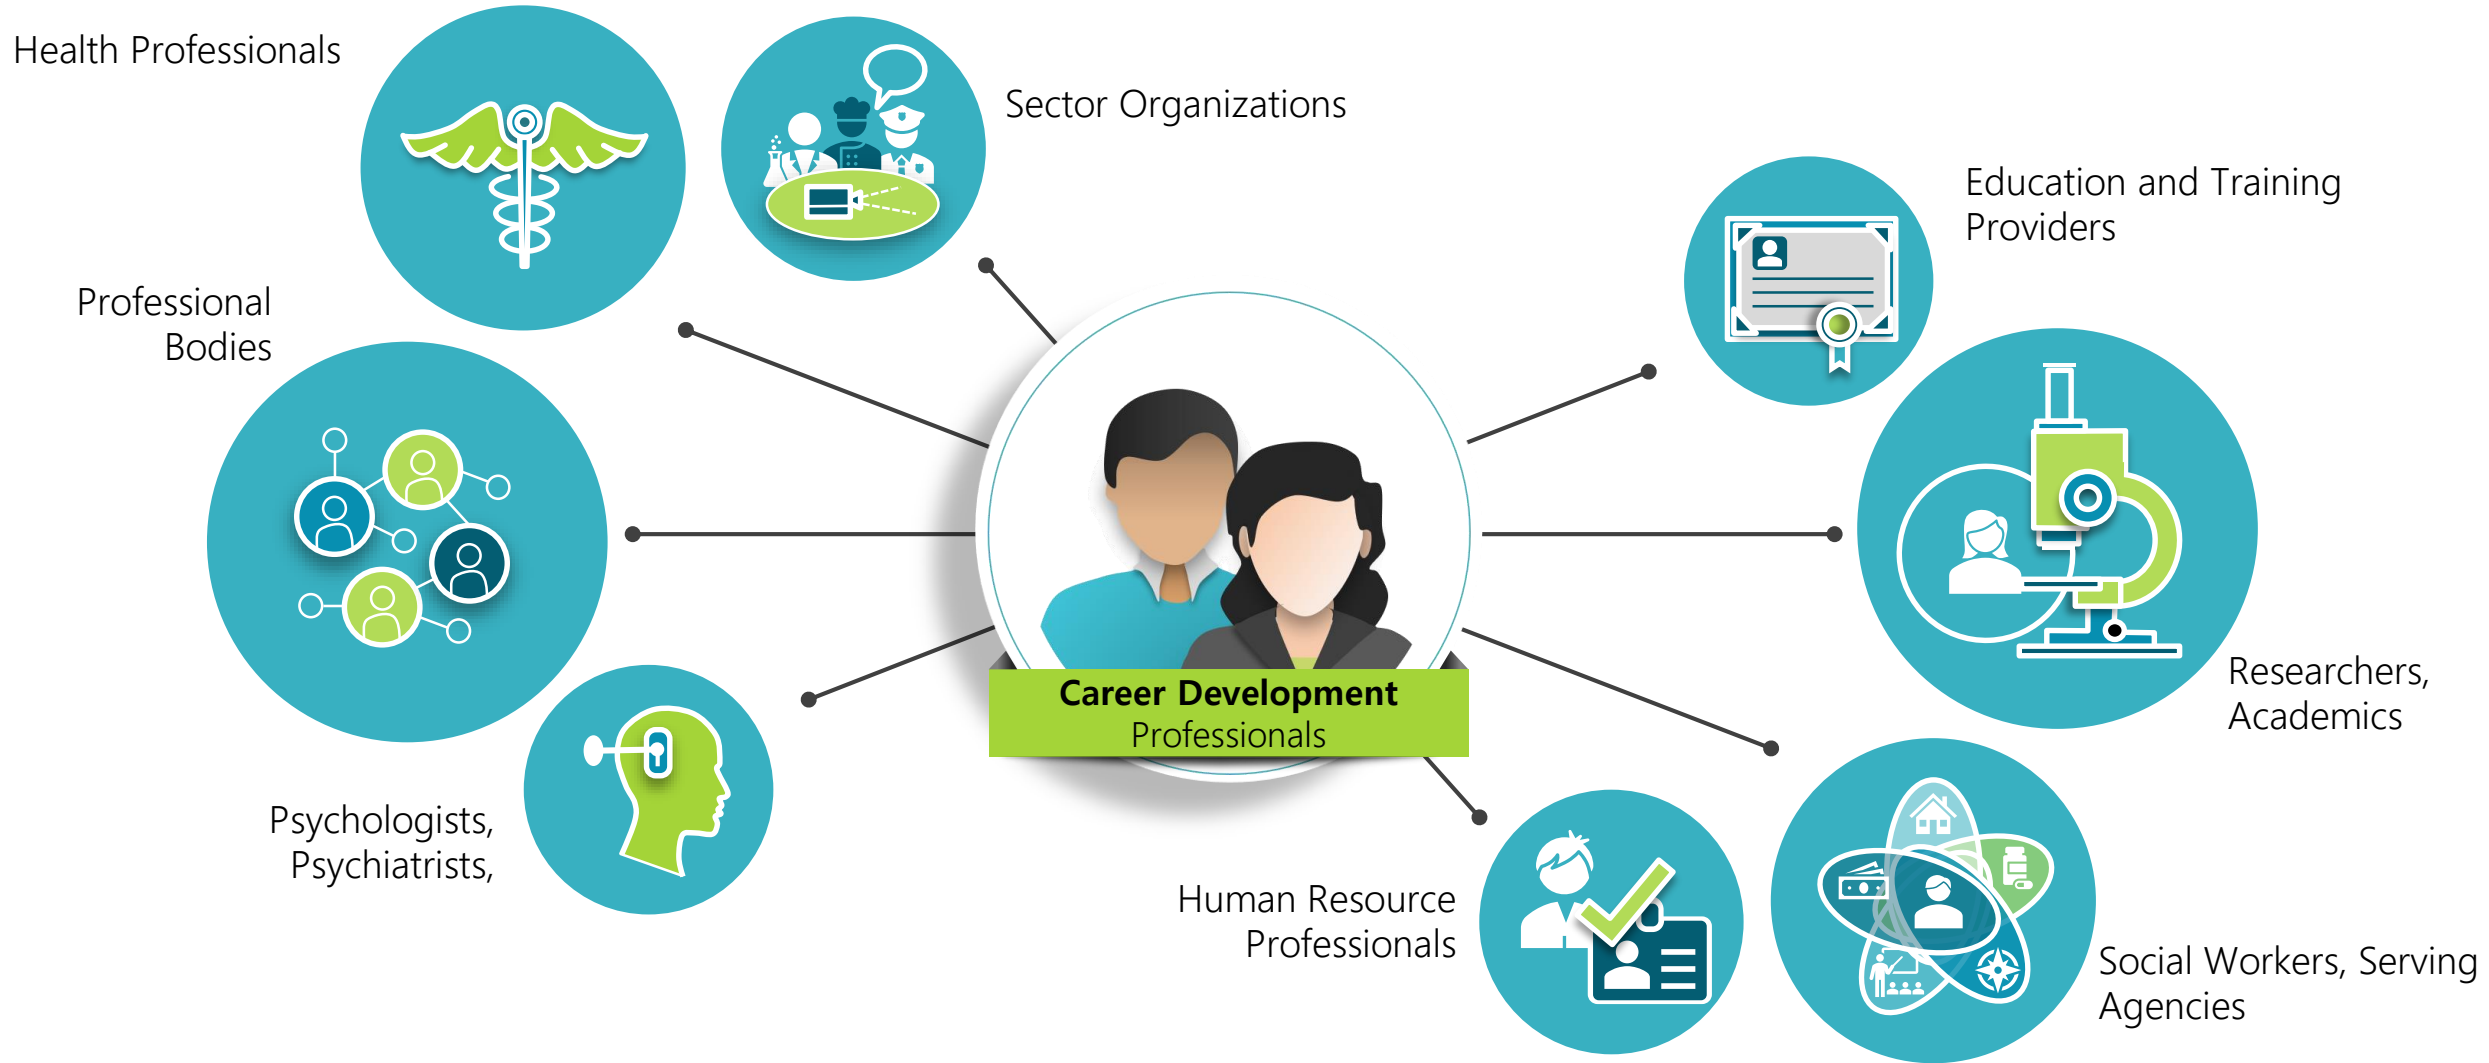 Health Professionals
Sector Organizations
Education and Training
Providers
Professional
Bodies
Researchers,
Academics
Career Development
Professionals
Psychologists,
Psychiatrists,
Human Resource
Professionals
Social Workers, Serving
Agencies